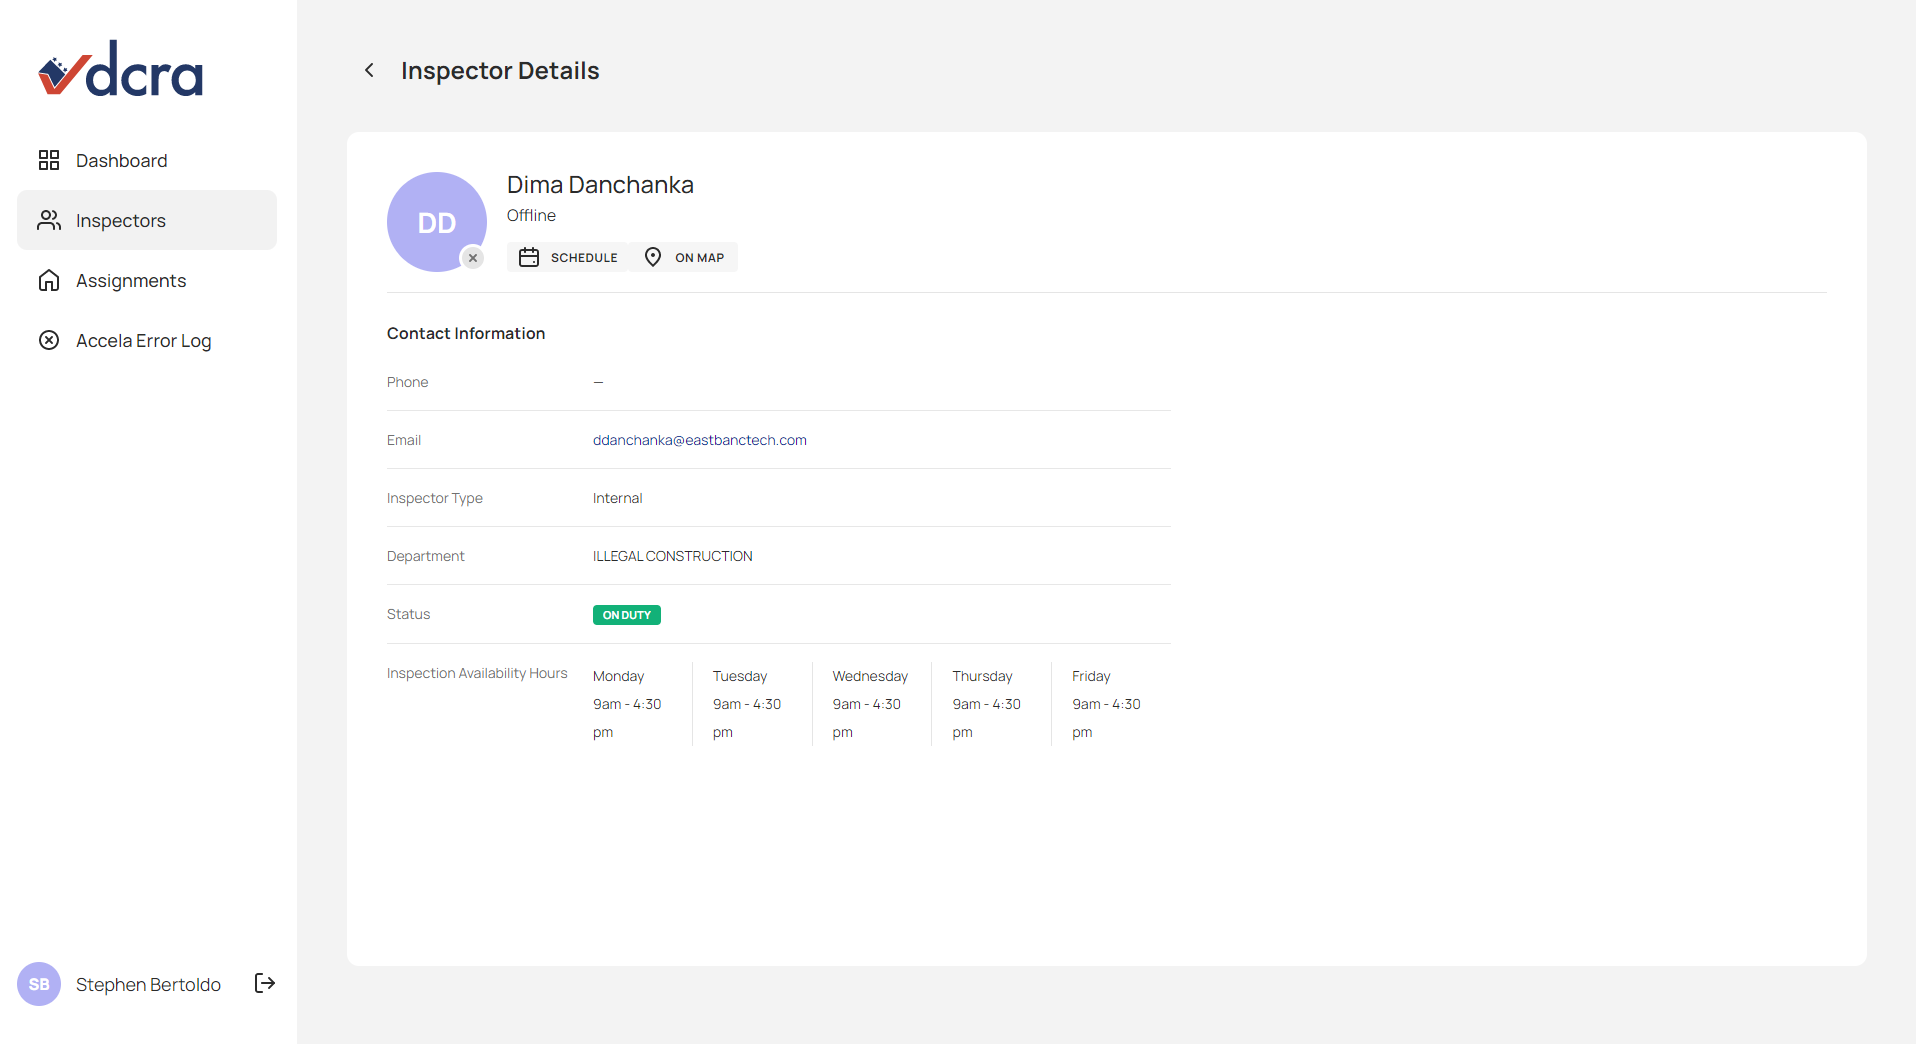 dcra
Dashboard
Inspectors
Assignments
Accela Error Log
SB
Stephen Bertoldo
Inspector Details
DD
Dima Danchanka
Offline
SCHEDULE
ON MAP
Contact Information
Phone
—
Email
ddanchanka@eastbanctech.com
Inspector Type
Internal
Department
ILLEGAL CONSTRUCTION
Status
ON DUTY
Inspection Availability Hours
Monday
9am - 4:30
pm
Tuesday
9am - 4:30
pm
Wednesday
9am - 4:30
pm
Thursday
9am - 4:30
pm
Friday
9am - 4:30
pm